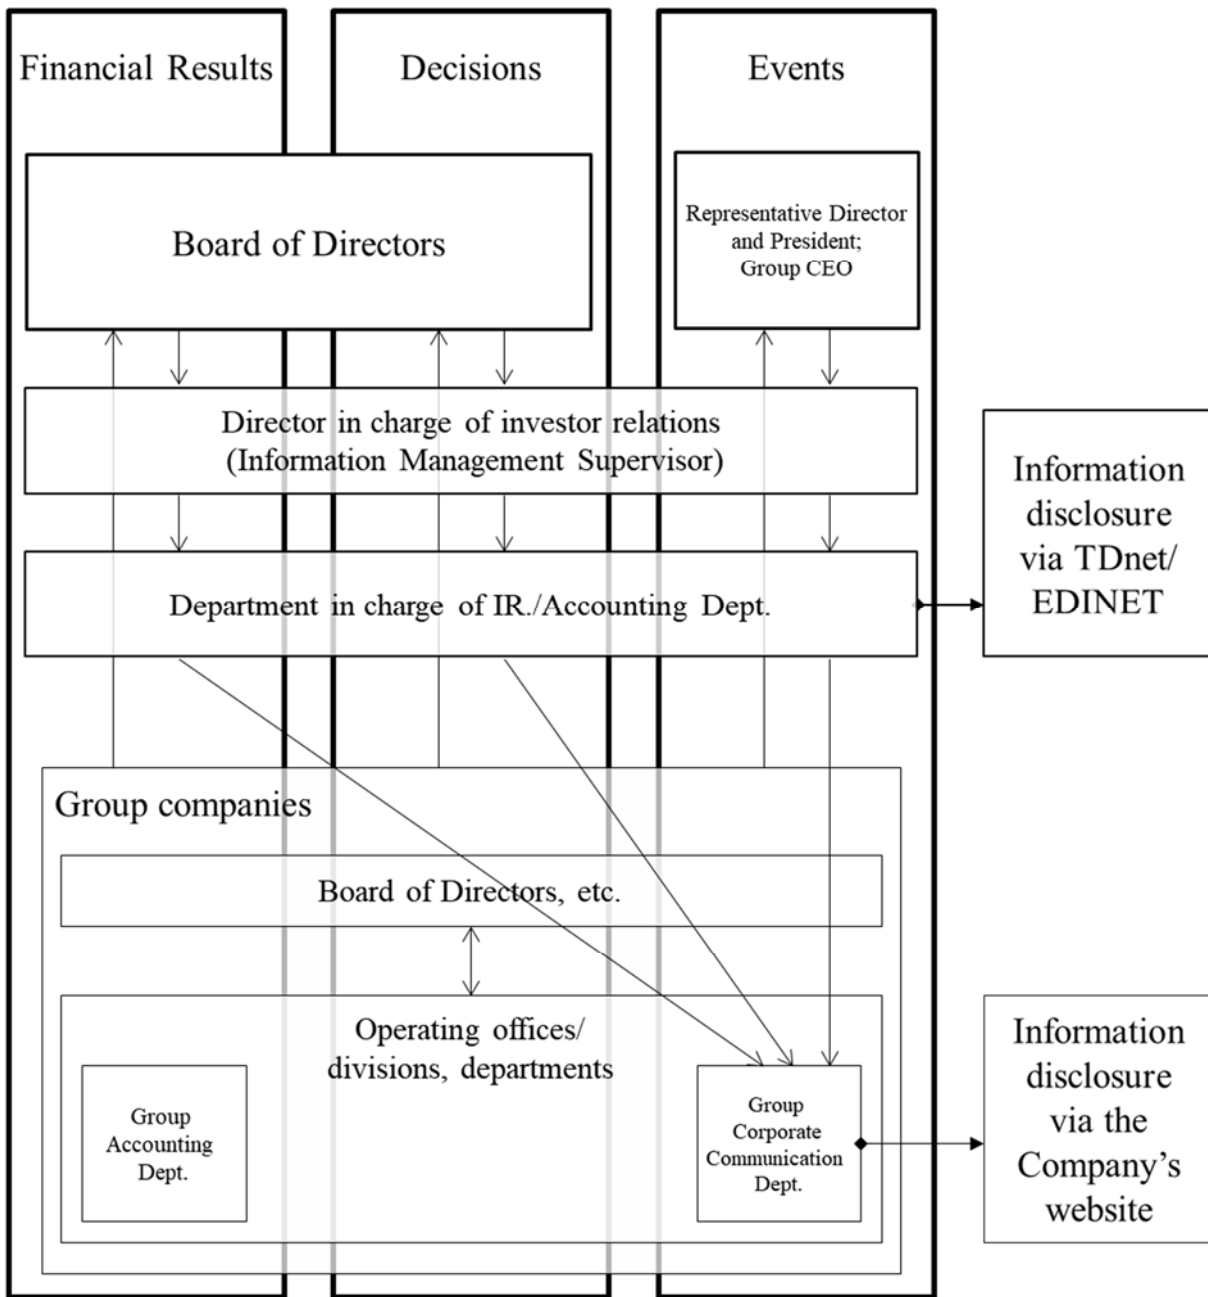 Financial Results
Decisions
Events
Board of Directors
Representative Director
and President;
Group CEO
Director in charge of investor relations
(Information Management Supervisor)
Department in charge of IR./Accounting Dept.
Information
disclosure
via TDnet/
EDINET
Group companies
Board of Directors, etc.
Operating offices/
divisions, departments
Group
Accounting
Dept.
Group
Corporate
Communication
Dept.
Information
disclosure
via the
Company’s
website